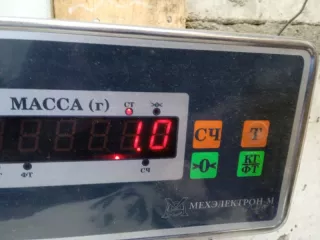 МАССА (г)
СТ
1.0
СЧ Т
>0< КГ
ФТ
ФТ СЧ
МЕХЭЛЕКТРОН-М